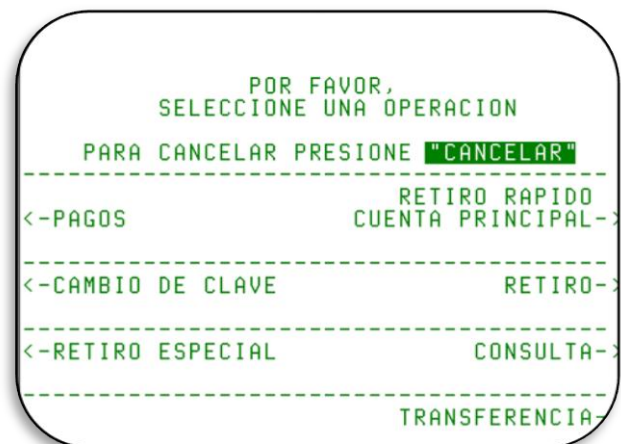 POR FAVOR,
SELECCIONE UNA OPERACION
PARA CANCELAR PRESIONE "CANCELAR"
RETIRO RAPIDO
<-PAGOS CUENTA PRINCIPAL->
<-CAMBIO DE CLAVE RETIRO->
<-RETIRO ESPECIAL CONSULTA->
TRANSFERENCIA-